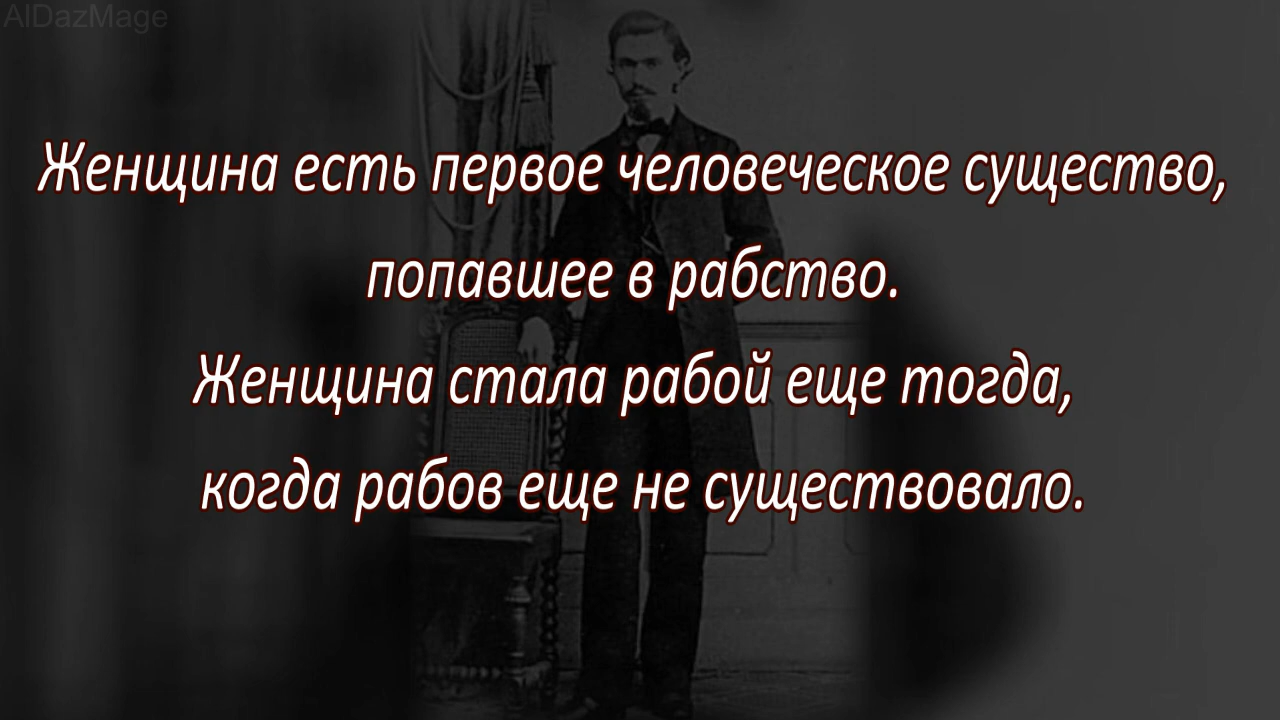 AlDazMage
Женщина есть первое человеческое существо,
попавшее в рабство.
Женщина стала рабой еще тогда,
когда рабов еще не существовало.